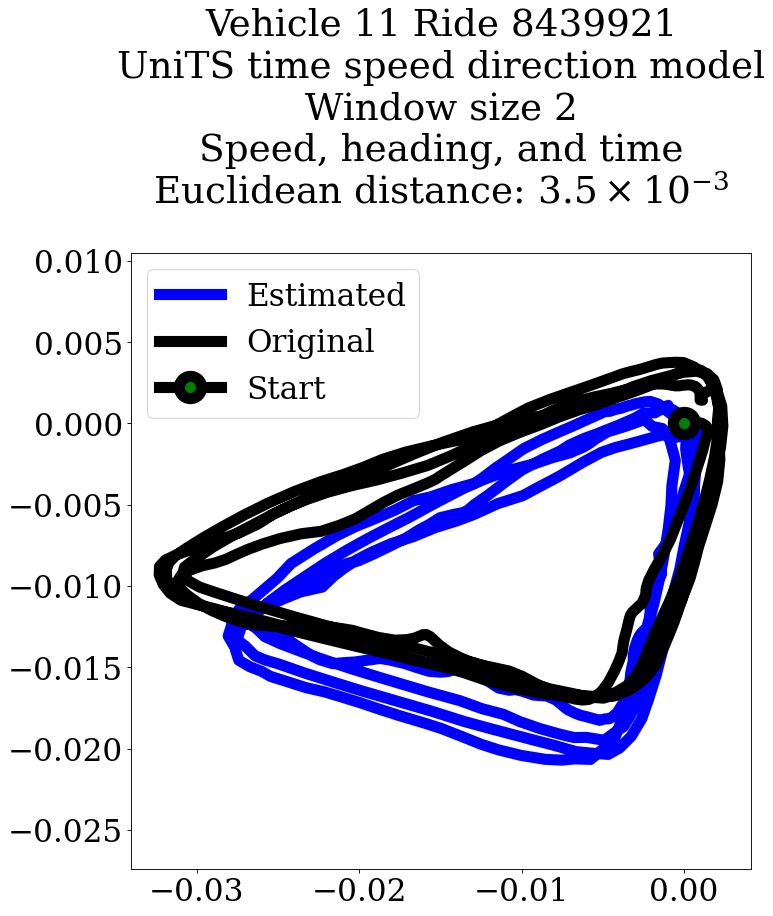 Vehicle 11 Ride 8439921
UniTS time speed direction model
Window size 2
Speed, heading, and time
Euclidean distance: 3.5 × 10⁻³
0.010
Estimated
0.005
Original
Start
0.000
−0.005
−0.010
−0.015
−0.020
−0.025
−0.03 −0.02 −0.01 0.00